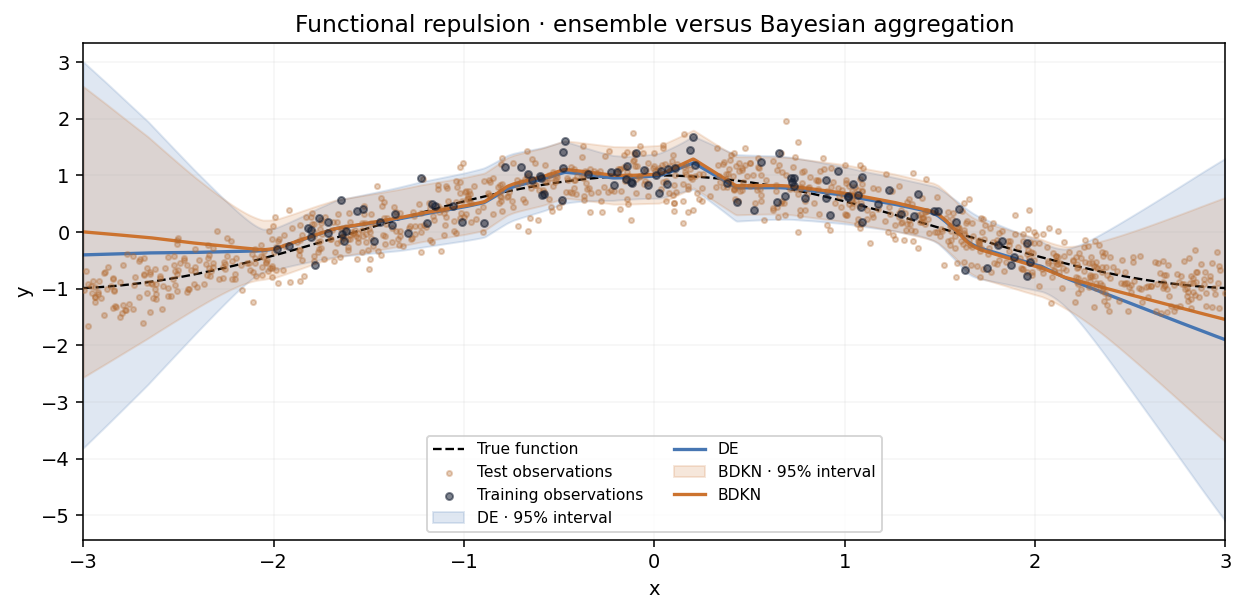 Functional repulsion · ensemble versus Bayesian aggregation
y
3
2
1
0
−1
−2
−3
−4
−5
True function
Test observations
Training observations
DE · 95% interval
DE
BDKN · 95% interval
BDKN
−3 −2 −1 0 1 2 3
x